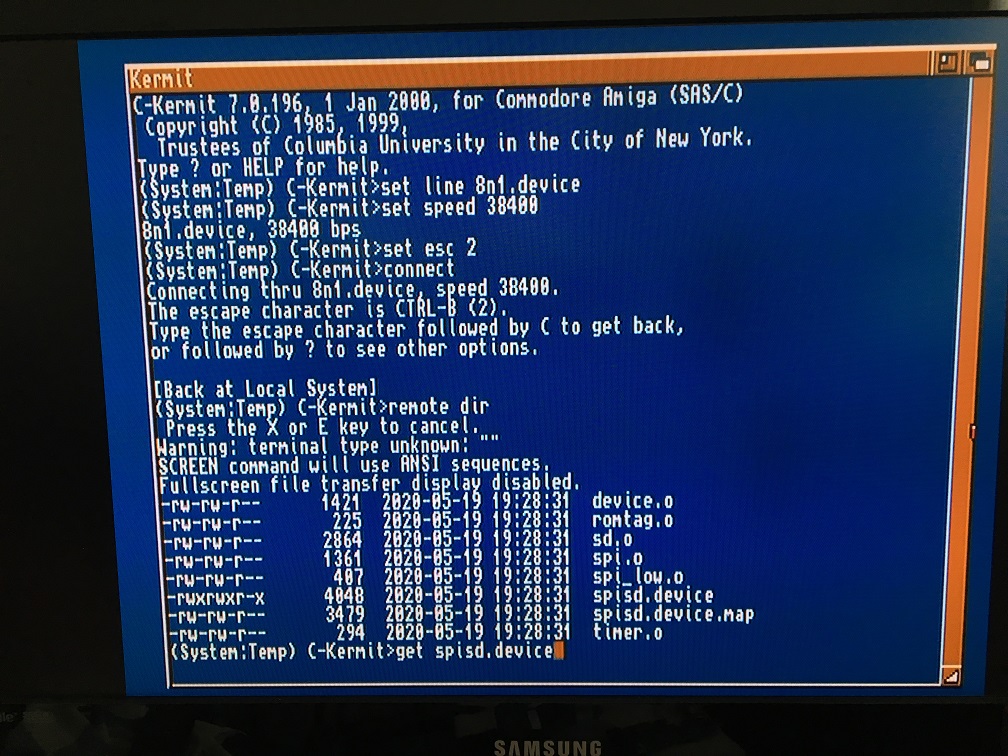 Kermit
C-Kermit 7.0.196, 1 Jan 2000, for Commodore Amiga (SAS/C)
Copyright (C) 1985, 1999,
Trustees of Columbia University in the City of New York.
Type ? or HELP for help.
(System:Temp) C-Kermit>set line 8n1.device
(System:Temp) C-Kermit>set speed 38400
8n1.device, 38400 bps
(System:Temp) C-Kermit>set esc 2
(System:Temp) C-Kermit>connect
Connecting thru 8n1.device, speed 38400.
The escape character is CTRL-B (2).
Type the escape character followed by C to get back,
or followed by ? to see other options.
[Back at Local System]
(System:Temp) C-Kermit>remote dir
Press the X or E key to cancel.
Warning: terminal type unknown: ""
SCREEN command will use ANSI sequences.
Fullscreen file transfer display disabled.
-rw-rw-r-- 1421 2020-05-19 19:28:31 device.o
-rw-rw-r-- 225 2020-05-19 19:28:31 romtag.o
-rw-rw-r-- 2864 2020-05-19 19:28:31 sd.o
-rw-rw-r-- 1361 2020-05-19 19:28:31 spi.o
-rw-rw-r-- 407 2020-05-19 19:28:31 spi_low.o
-rwxrwxr-x 4048 2020-05-19 19:28:31 spisd.device
-rw-rw-r-- 3479 2020-05-19 19:28:31 spisd.device.map
-rw-rw-r-- 294 2020-05-19 19:28:31 timer.o
(System:Temp) C-Kermit>get spisd.device
SAMSUNG